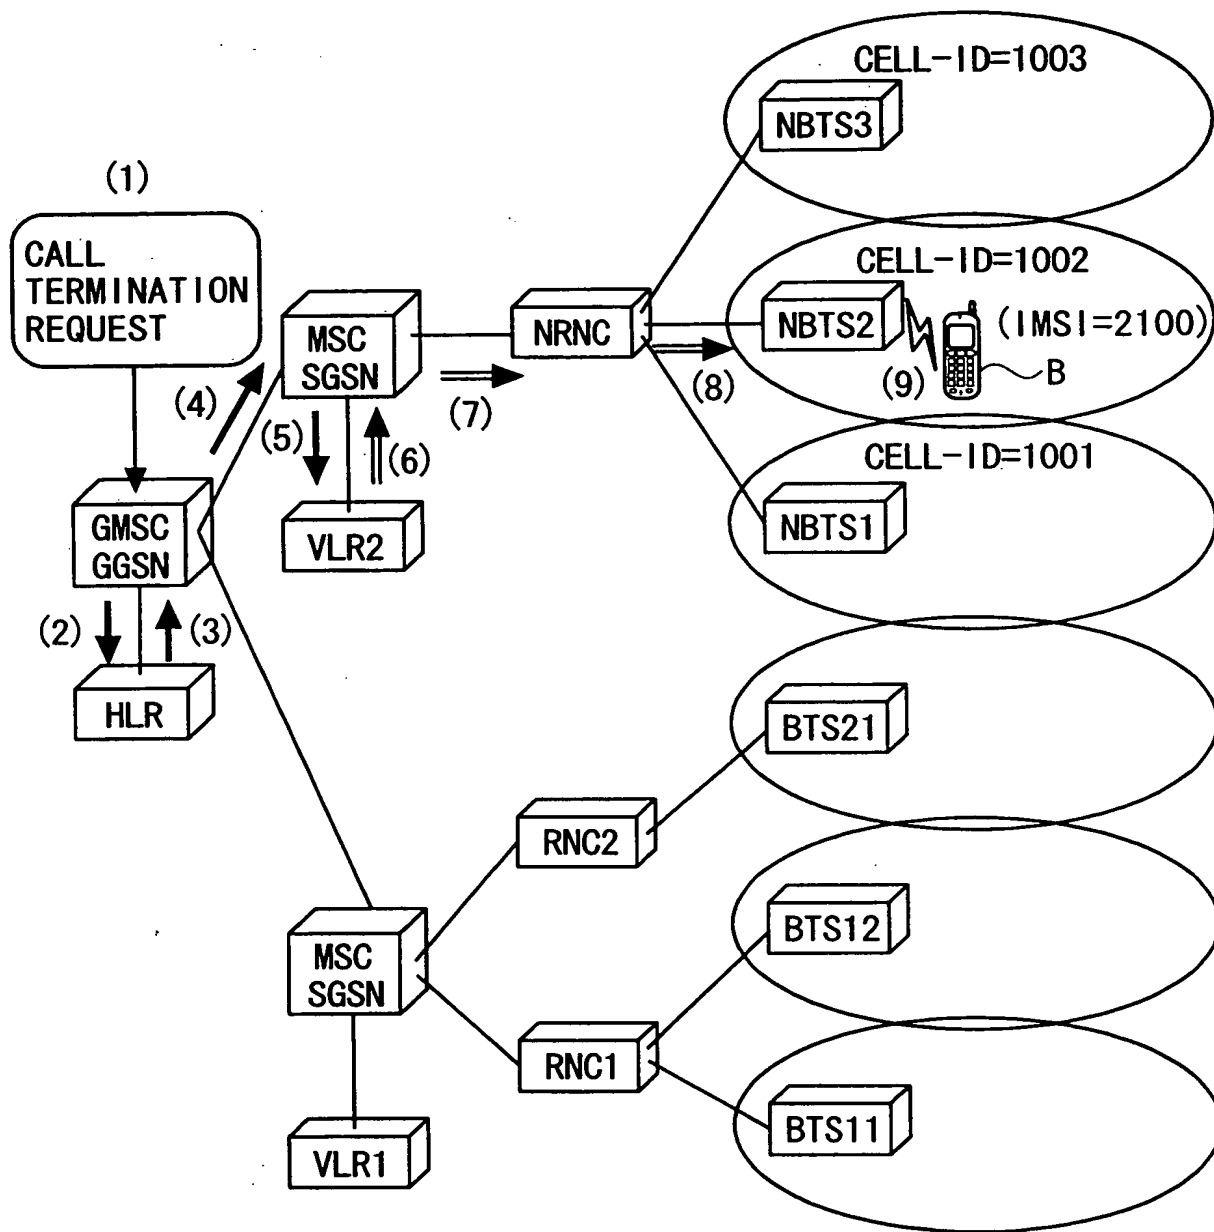 CELL-ID=1003
NBTS3
(1)
CALL
TERMINATION
REQUEST
CELL-ID=1002
MSC
SGSN
NRNC
NBTS2
(IMSI=2100)
(4)
(5)
(6)
(7)
(8)
(9)
B
CELL-ID=1001
GMSC
GGSN
VLR2
NBTS1
(2)
(3)
HLR
BTS21
RNC2
MSC
SGSN
BTS12
RNC1
BTS11
VLR1